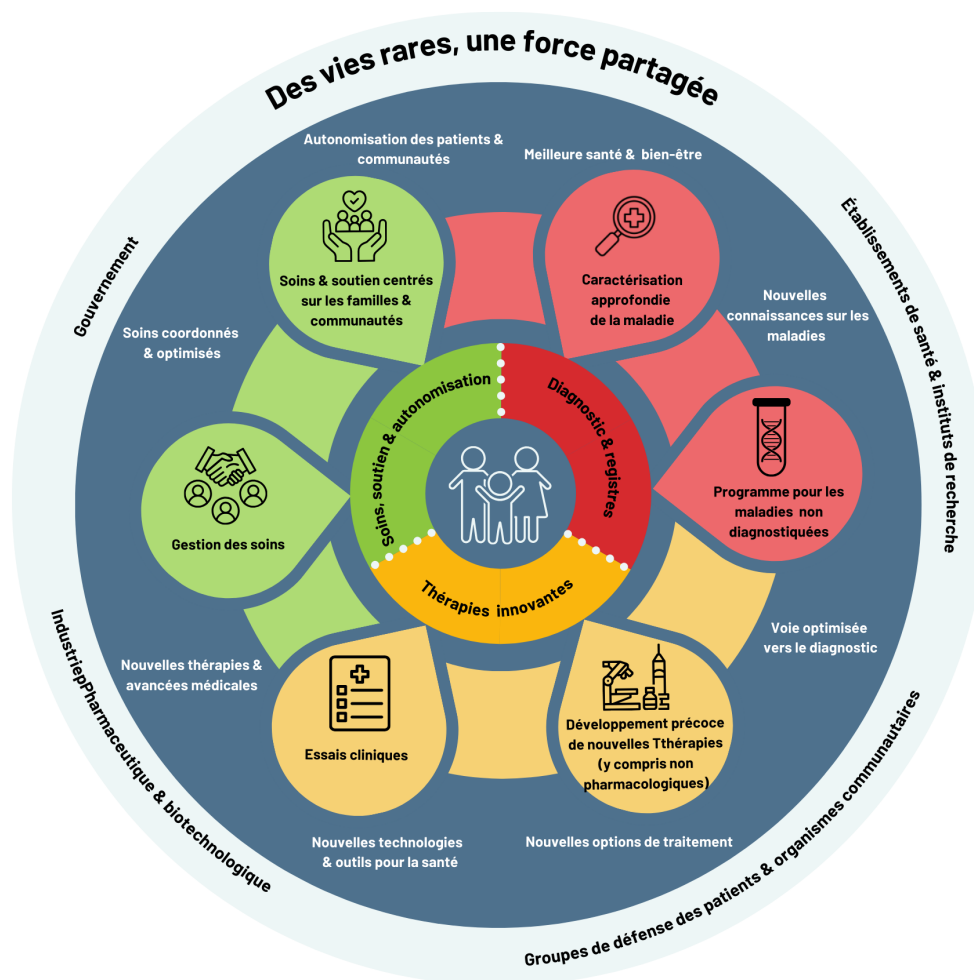 Des vies rares, une force partagée
Autonomisation des patients &
communautés
Meilleure santé & bien-être
Soins & soutien centrés
sur les familles &
communautés
Caractérisation
approfondie
de la maladie
Gouvernement
Établissements de santé & instituts de recherche
Soins coordonnés
& optimisés
Nouvelles
connaissances sur les
maladies
Soins, soutien & autonomisation
Diagnostic & registres
Gestion des soins
Programme pour les
maladies non
diagnostiquées
Thérapies innovantes
Nouvelles thérapies &
avancées médicales
Voie optimisée
vers le diagnostic
Essais cliniques
Développement précoce
de nouvelles Tthérapies
(y compris non
pharmacologiques)
Nouvelles technologies
& outils pour la santé
Nouvelles options de traitement
IndustriepPharmaceutique & biotechnologique
Groupes de défense des patients & organismes communautaires